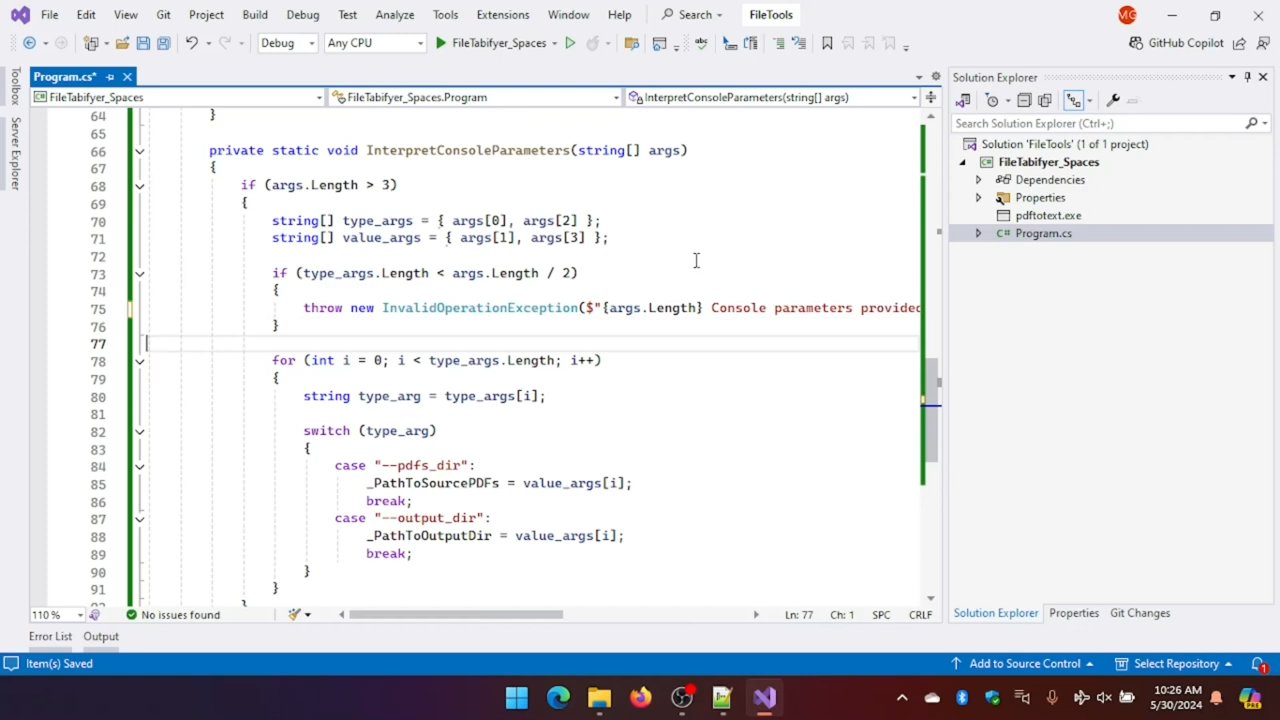 File Edit View Git Project Build Debug Test Analyze Tools Extensions Window Help Search FileTools MG
Debug Any CPU FileTabifyer_Spaces GitHub Copilot
Toolbox
Server Explorer
Program.cs*
FileTabifyer_Spaces FileTabifyer_Spaces.Program InterpretConsoleParameters(string[] args)
64 }
65
66 private static void InterpretConsoleParameters(string[] args)
67 {
68 if (args.Length > 3)
69 {
70 string[] type_args = { args[0], args[2] };
71 string[] value_args = { args[1], args[3] };
72
73 if (type_args.Length < args.Length / 2)
74 {
75 throw new InvalidOperationException($"{args.Length} Console parameters provided
76 }
77
78 for (int i = 0; i < type_args.Length; i++)
79 {
80 string type_arg = type_args[i];
81
82 switch (type_arg)
83 {
84 case "--pdfs_dir":
85 _PathToSourcePDFs = value_args[i];
86 break;
87 case "--output_dir":
88 _PathToOutputDir = value_args[i];
89 break;
90 }
91 }
110 % No issues found Ln: 77 Ch: 1 SPC CRLF
Error List Output
Solution Explorer
Search Solution Explorer (Ctrl+;)
Solution 'FileTools' (1 of 1 project)
FileTabifyer_Spaces
Dependencies
Properties
pdftotext.exe
C# Program.cs
Solution Explorer Properties Git Changes
Item(s) Saved Add to Source Control Select Repository 1
10:26 AM
5/30/2024
PRE